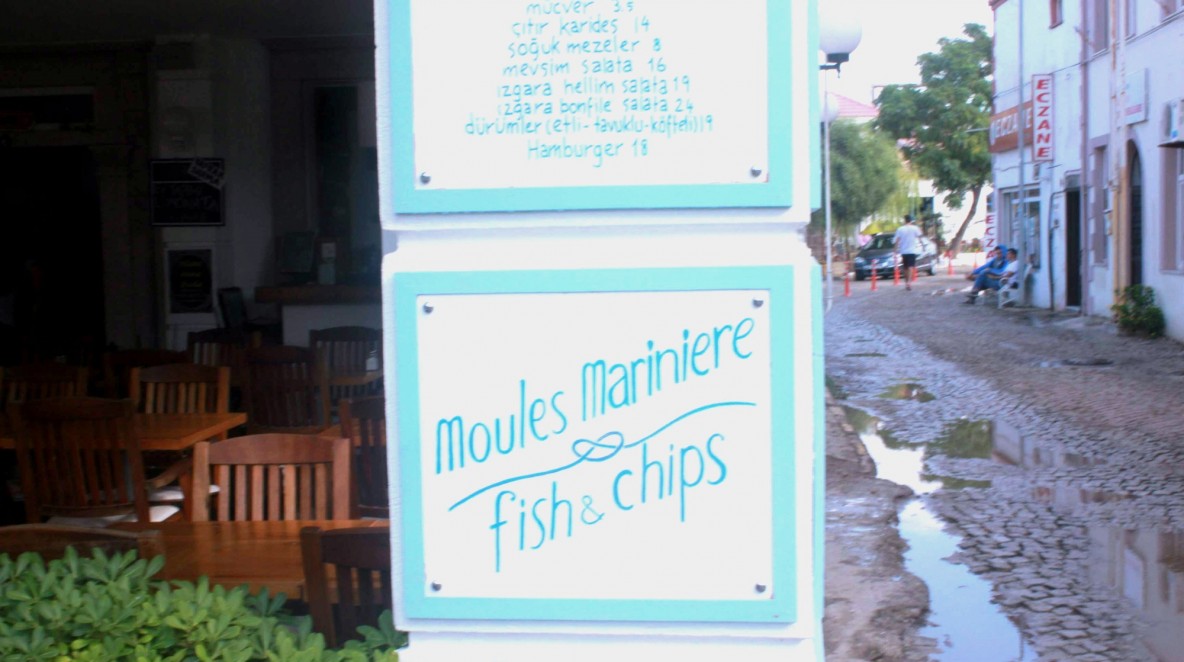 mücver 3.5
çıtır karides 14
soğuk mezeler 8
mevsim salata 16
ızgara hellim salata 19
ızgara bonfile salata 24
dürümler (etli-tavuklu-köfteli) 19
Hamburger 18
Moules Mariniere
fish & chips
ECZANE